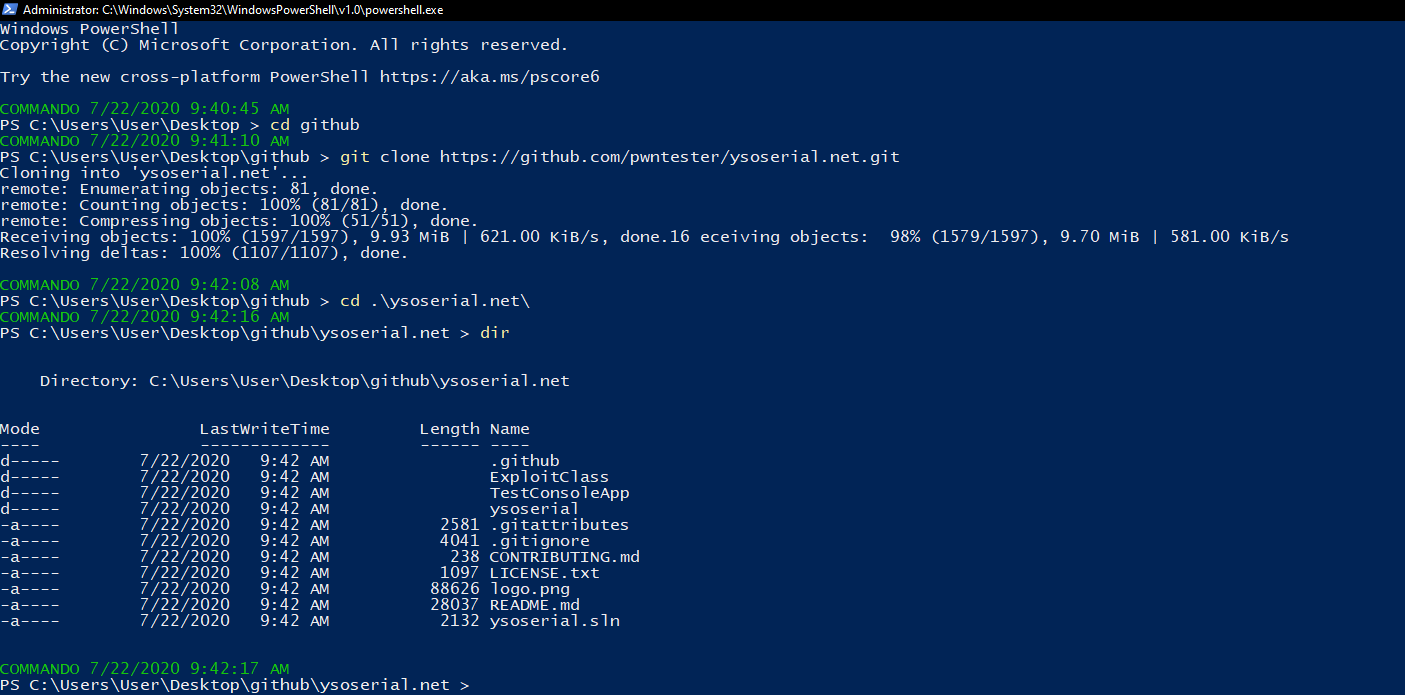 Administrator: C:\Windows\System32\WindowsPowerShell\v1.0\powershell.exe
Windows PowerShell
Copyright (C) Microsoft Corporation. All rights reserved.
Try the new cross-platform PowerShell https://aka.ms/pscore6
COMMANDO 7/22/2020 9:40:45 AM
PS C:\Users\User\Desktop > cd github
COMMANDO 7/22/2020 9:41:10 AM
PS C:\Users\User\Desktop\github > git clone https://github.com/pwntester/ysoserial.net.git
Cloning into 'ysoserial.net'...
remote: Enumerating objects: 81, done.
remote: Counting objects: 100% (81/81), done.
remote: Compressing objects: 100% (51/51), done.
Receiving objects: 100% (1597/1597), 9.93 MiB | 621.00 KiB/s, done.16 eceiving objects:  98% (1579/1597), 9.70 MiB | 581.00 KiB/s
Resolving deltas: 100% (1107/1107), done.
COMMANDO 7/22/2020 9:42:08 AM
PS C:\Users\User\Desktop\github > cd .\ysoserial.net\
COMMANDO 7/22/2020 9:42:16 AM
PS C:\Users\User\Desktop\github\ysoserial.net > dir
    Directory: C:\Users\User\Desktop\github\ysoserial.net
Mode                LastWriteTime         Length Name
----                -------------         ------ ----
d-----        7/22/2020   9:42 AM                .github
d-----        7/22/2020   9:42 AM                ExploitClass
d-----        7/22/2020   9:42 AM                TestConsoleApp
d-----        7/22/2020   9:42 AM                ysoserial
-a----        7/22/2020   9:42 AM           2581 .gitattributes
-a----        7/22/2020   9:42 AM           4041 .gitignore
-a----        7/22/2020   9:42 AM            238 CONTRIBUTING.md
-a----        7/22/2020   9:42 AM           1097 LICENSE.txt
-a----        7/22/2020   9:42 AM          88626 logo.png
-a----        7/22/2020   9:42 AM          28037 README.md
-a----        7/22/2020   9:42 AM           2132 ysoserial.sln
COMMANDO 7/22/2020 9:42:17 AM
PS C:\Users\User\Desktop\github\ysoserial.net >